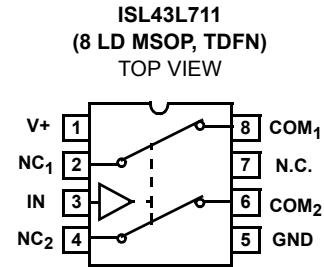 ISL43L711
(8 LD MSOP, TDFN)
TOP VIEW
V+ 1 8 COM1
NC1 2 7 N.C.
IN 3 6 COM2
NC2 4 5 GND